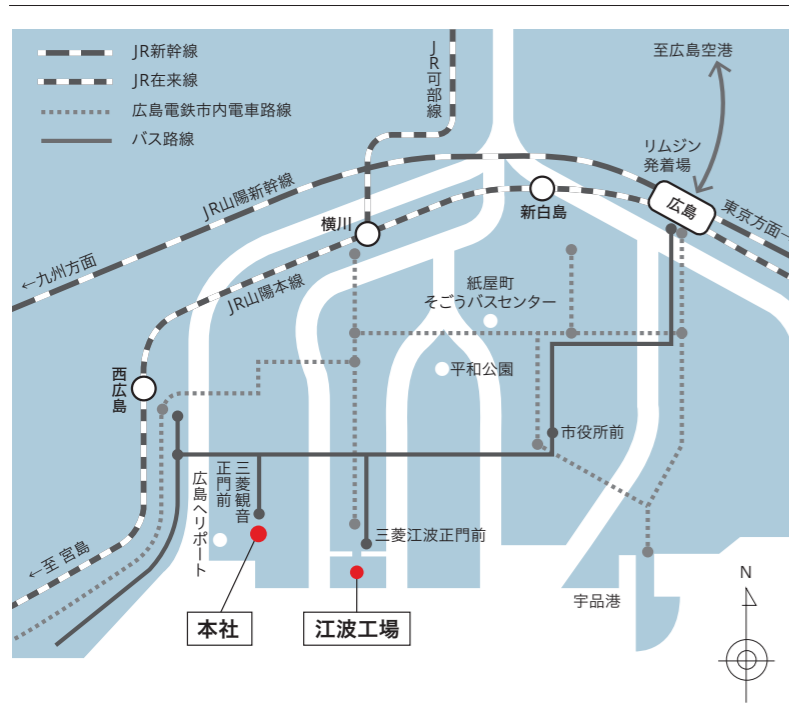 JR新幹線
JR在来線
広島電鉄市内電車路線
バス路線
JR可部線
至広島空港
リムジン
発着場
広島
東京方面→
JR山陽新幹線
横川
新白島
←九州方面
JR山陽本線
紙屋町
そごうバスセンター
平和公園
西広島
市役所前
三菱観音
正門前
広島ヘリポート
三菱江波正門前
←至 宮島
本社
江波工場
宇品港
N